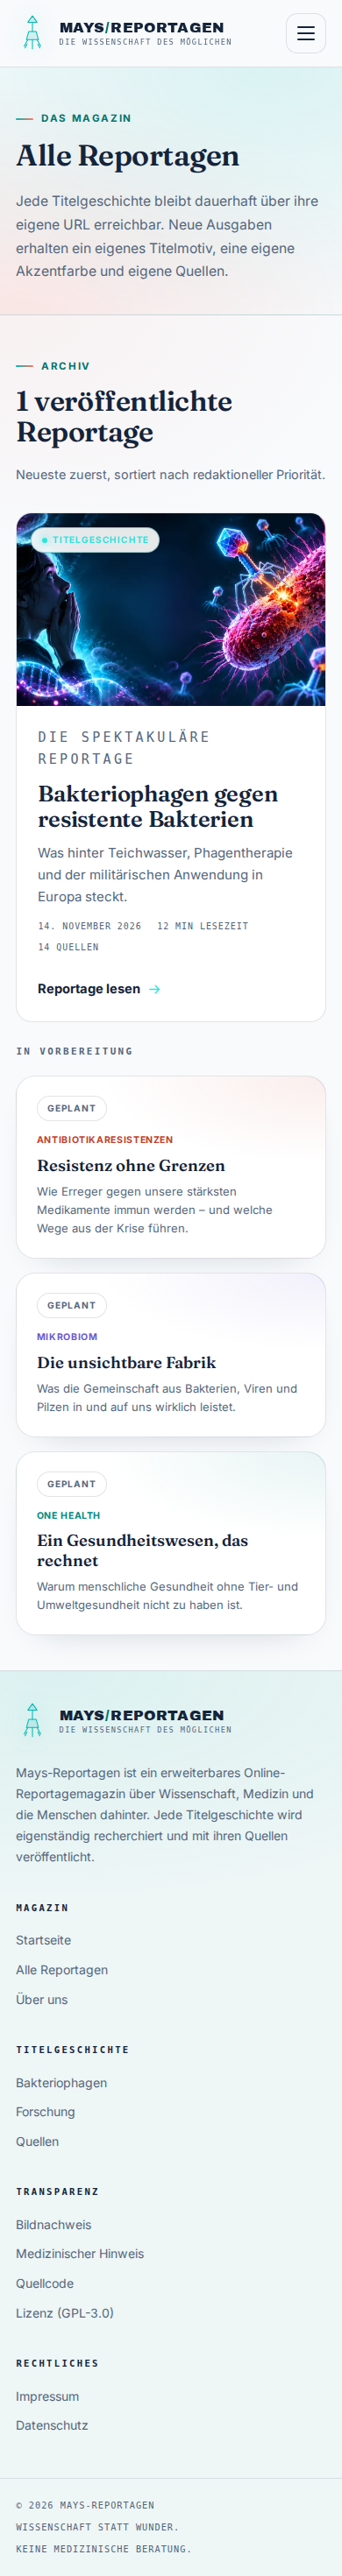 MAYS/REPORTAGEN
DIE WISSENSCHAFT DES MÖGLICHEN
DAS MAGAZIN
Alle Reportagen
Jede Titelgeschichte bleibt dauerhaft über ihre
eigene URL erreichbar. Neue Ausgaben
erhalten ein eigenes Titelmotiv, eine eigene
Akzentfarbe und eigene Quellen.
ARCHIV
1 veröffentlichte
Reportage
Neueste zuerst, sortiert nach redaktioneller Priorität.
TITELGESCHICHTE
DIE SPEKTAKULÄRE
REPORTAGE
Bakteriophagen gegen
resistente Bakterien
Was hinter Teichwasser, Phagentherapie
und der militärischen Anwendung in
Europa steckt.
14. NOVEMBER 2026 12 MIN LESEZEIT
14 QUELLEN
Reportage lesen →
IN VORBEREITUNG
GEPLANT
ANTIBIOTIKARESISTENZEN
Resistenz ohne Grenzen
Wie Erreger gegen unsere stärksten
Medikamente immun werden – und welche
Wege aus der Krise führen.
GEPLANT
MIKROBIOM
Die unsichtbare Fabrik
Was die Gemeinschaft aus Bakterien, Viren und
Pilzen in und auf uns wirklich leistet.
GEPLANT
ONE HEALTH
Ein Gesundheitswesen, das
rechnet
Warum menschliche Gesundheit ohne Tier- und
Umweltgesundheit nicht zu haben ist.
MAYS/REPORTAGEN
DIE WISSENSCHAFT DES MÖGLICHEN
Mays-Reportagen ist ein erweiterbares Online-
Reportagemagazin über Wissenschaft, Medizin und
die Menschen dahinter. Jede Titelgeschichte wird
eigenständig recherchiert und mit ihren Quellen
veröffentlicht.
MAGAZIN
Startseite
Alle Reportagen
Über uns
TITELGESCHICHTE
Bakteriophagen
Forschung
Quellen
TRANSPARENZ
Bildnachweis
Medizinischer Hinweis
Quellcode
Lizenz (GPL-3.0)
RECHTLICHES
Impressum
Datenschutz
© 2026 MAYS-REPORTAGEN
WISSENSCHAFT STATT WUNDER.
KEINE MEDIZINISCHE BERATUNG.